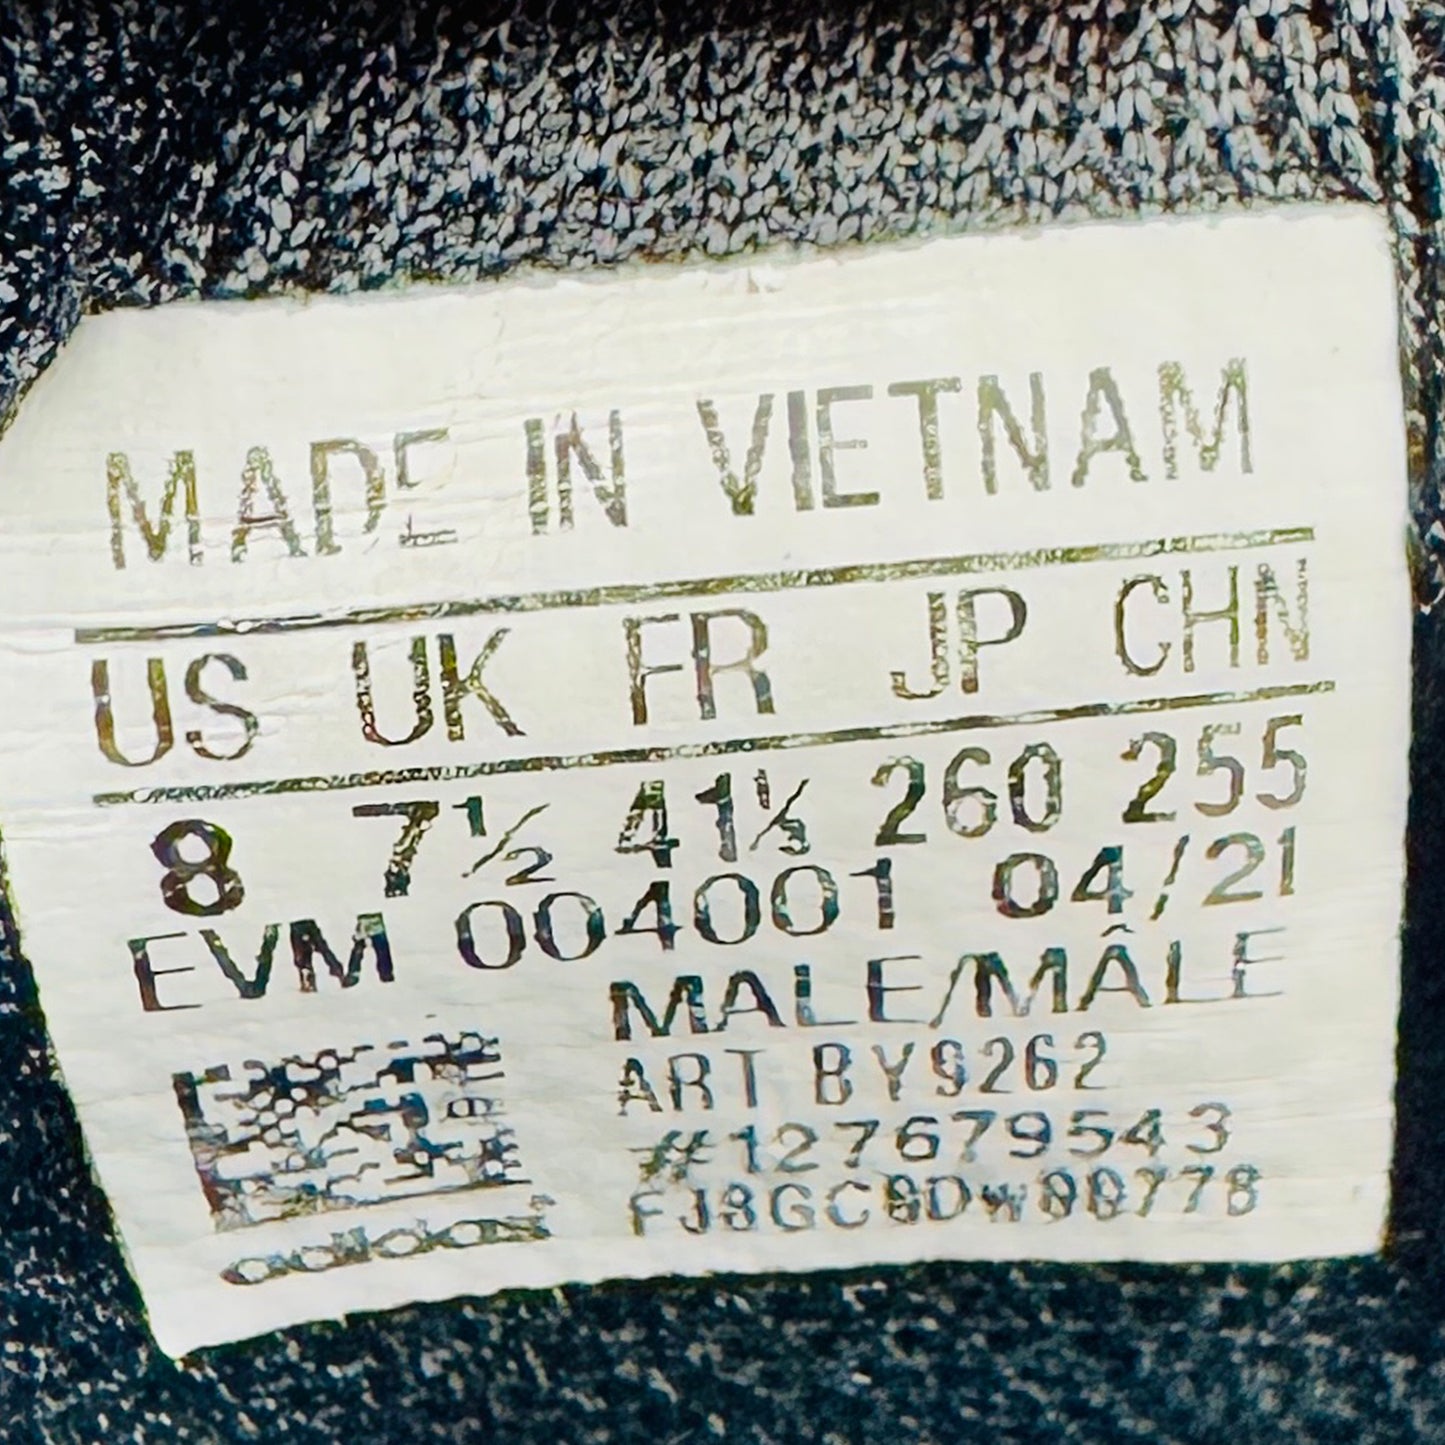 MADE IN VIETNAM
US UK FR JP CHN
8 7½ 41⅓ 260 255
EVM 004001 04/21
MALE/MÂLE
ART BY9262
#127679543
adidas